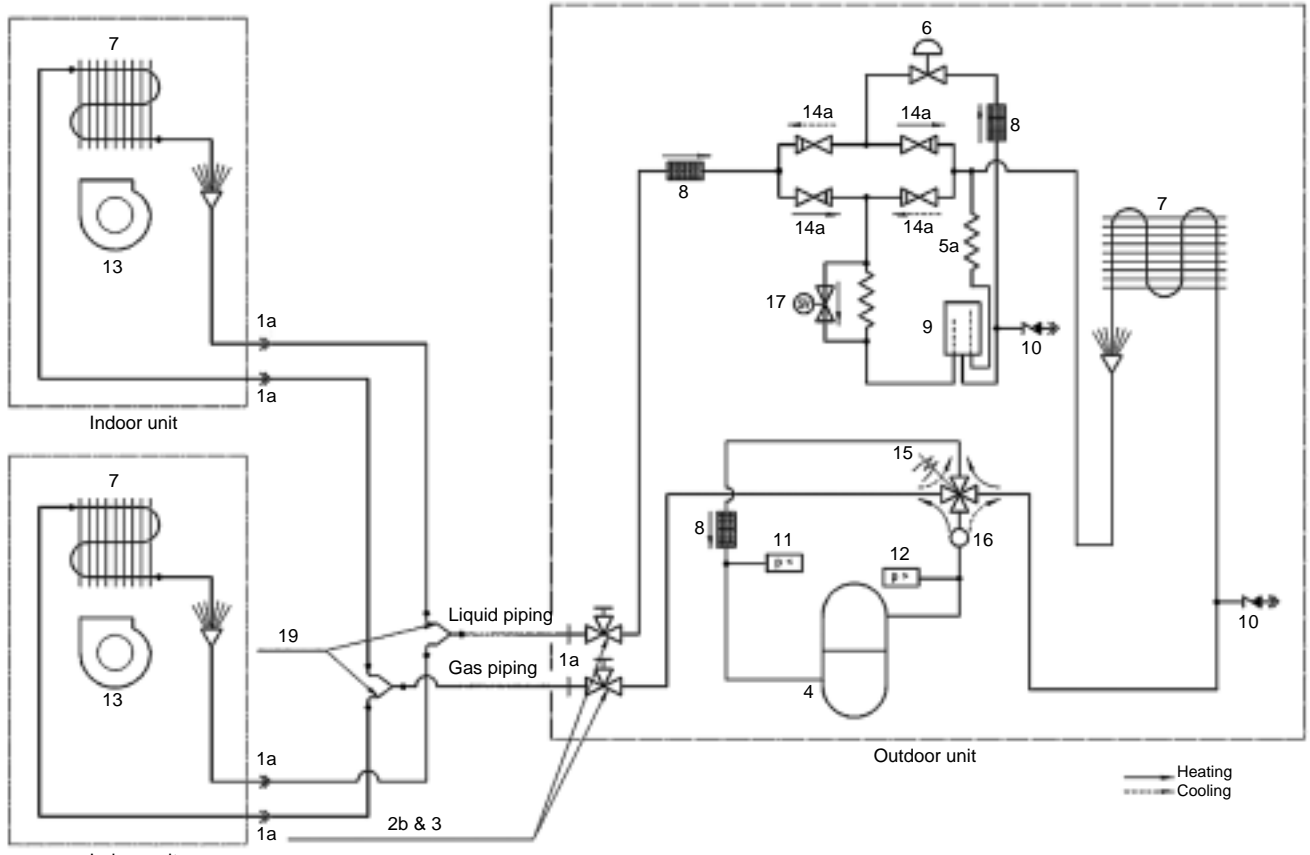 6
7
14a
14a
8
8
7
14a
14a
5a
13
17
9
1a
10
1a
Indoor unit
15
7
8
11
16
12
p <
p >
Liquid piping
19
1a
10
Gas piping
4
13
Outdoor unit
1a
Heating
Cooling
2b & 3
1a